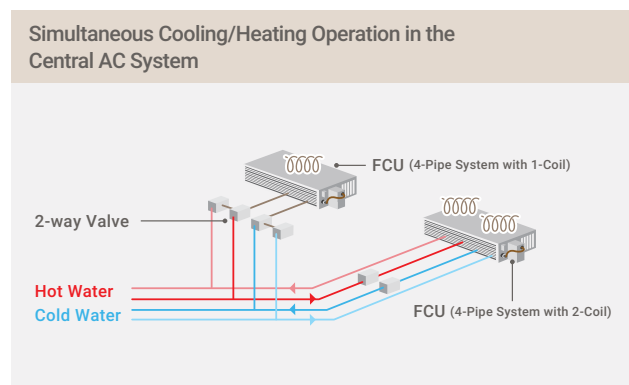 Simultaneous Cooling/Heating Operation in the
Central AC System
FCU (4-Pipe System with 1-Coil)
2-way Valve
Hot Water
Cold Water
FCU (4-Pipe System with 2-Coil)